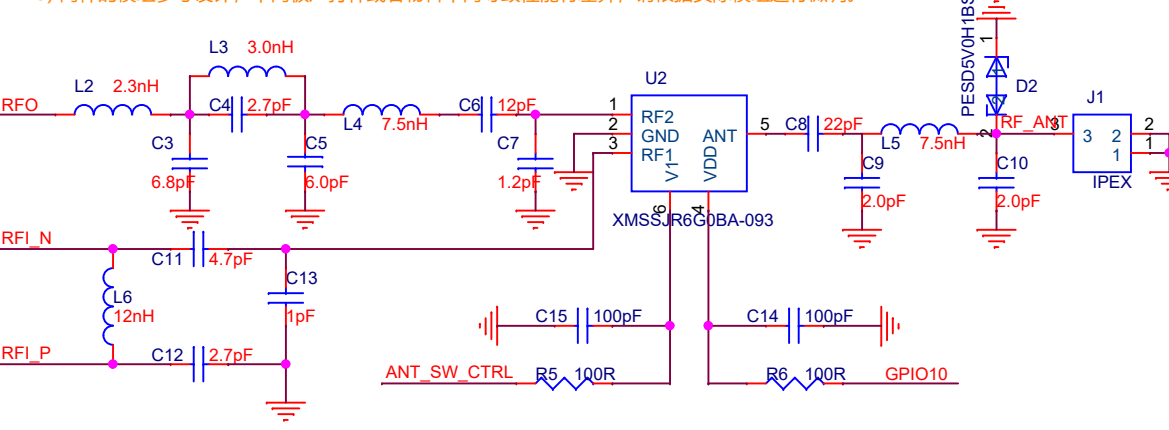 PESD5V0H1BS
L3 3.0nH
L2 2.3nH
RFO
C4 2.7pF
L4 7.5nH
C6 12pF
C3 6.8pF
C5 6.0pF
C7 1.2pF
U2
1 RF2
2 GND
3 RF1
ANT 5
V1 6
VDD 4
XMSSJR6G0BA-093
C8 22pF
L5 7.5nH
C9 2.0pF
C10 2.0pF
1
D2
2
RF_ANT
J1
3 3
2 2
1 1
IPEX
RFI_N
C11 4.7pF
C13 1pF
L6 12nH
RFI_P
C12 2.7pF
C15 100pF
C14 100pF
ANT_SW_CTRL
R5 100R
R6 100R
GPIO10